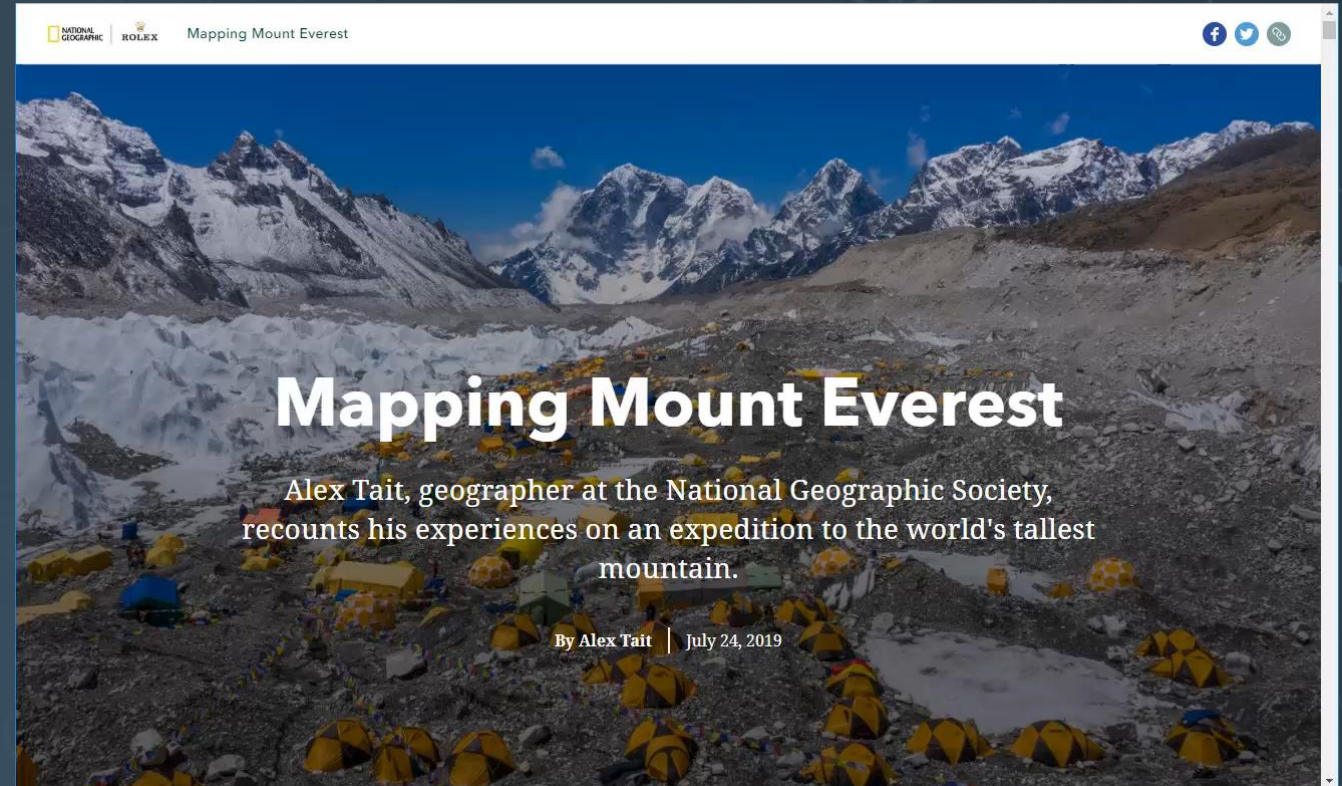 NATIONAL
GEOGRAPHIC
ROLEX
Mapping Mount Everest
Mapping Mount Everest
Alex Tait, geographer at the National Geographic Society,
recounts his experiences on an expedition to the world's tallest
mountain.
By Alex Tait | July 24, 2019